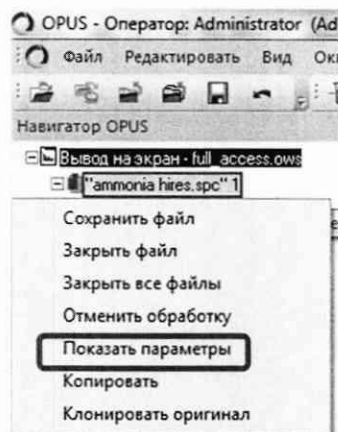 OPUS - Оператор: Administrator (Ad
Файл Редактировать Вид
Навигатор OPUS
Вывод на экран - full_access.ows
"ammonia hires.spc" 1
Сохранить файл
Закрыть файл
Закрыть все файлы
Отменить обработку
Показать параметры
Копировать
Клонировать оригинал